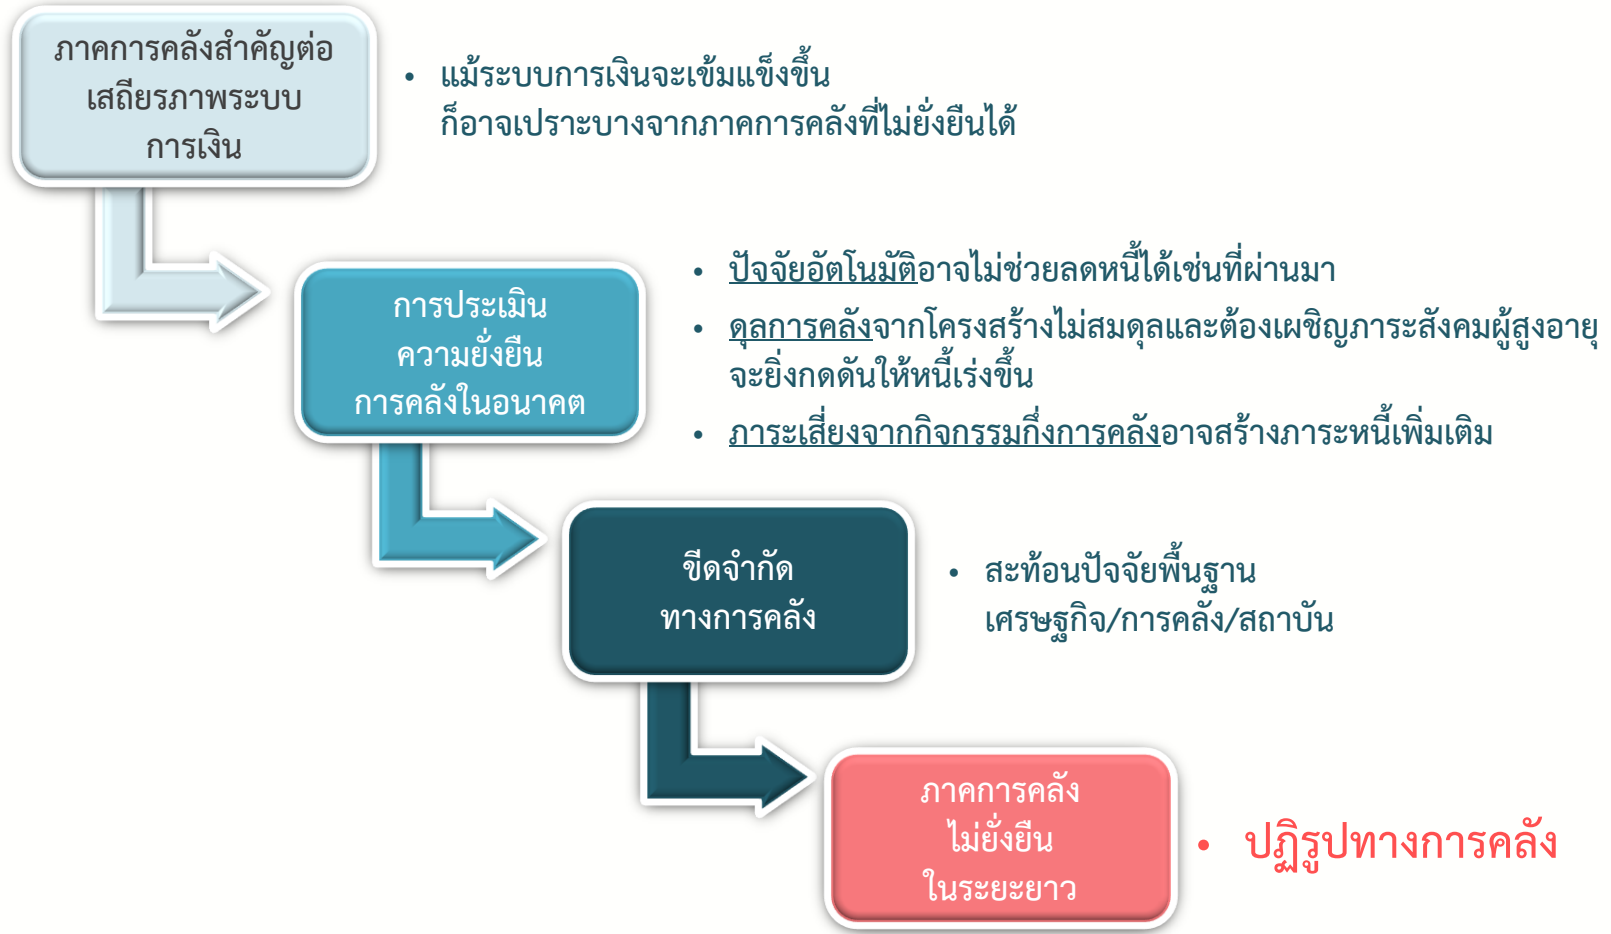 ภาคการคลังสำคัญต่อ
เสถียรภาพระบบ
การเงิน
• แม้ระบบการเงินจะเข้มแข็งขึ้น
ก็อาจเปราะบางจากภาคการคลังที่ไม่ยั่งยืนได้
การประเมิน
ความยั่งยืน
การคลังในอนาคต
• ปัจจัยอัตโนมัติอาจไม่ช่วยลดหนี้ได้เช่นที่ผ่านมา
• ดุลการคลังจากโครงสร้างไม่สมดุลและต้องเผชิญภาระสังคมผู้สูงอายุ
จะยิ่งกดดันให้หนี้เร่งขึ้น
• ภาระเสี่ยงจากกิจกรรมกึ่งการคลังอาจสร้างภาระหนี้เพิ่มเติม
ขีดจำกัด
ทางการคลัง
• สะท้อนปัจจัยพื้นฐาน
เศรษฐกิจ/การคลัง/สถาบัน
ภาคการคลัง
ไม่ยั่งยืน
ในระยะยาว
• ปฏิรูปทางการคลัง